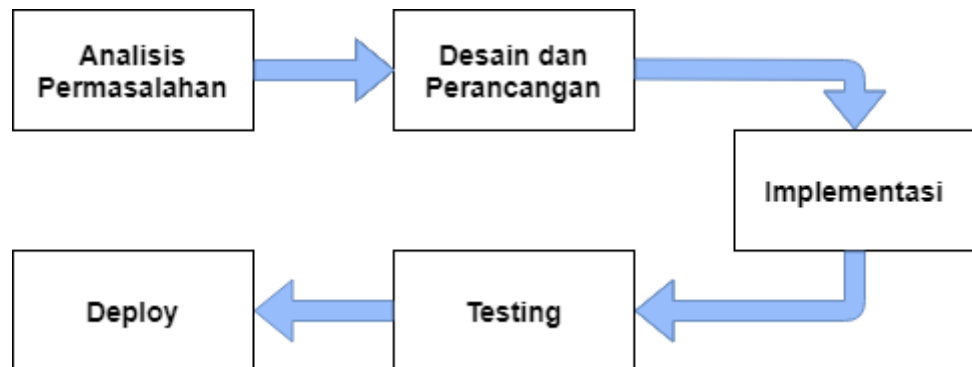 Analisis
Permasalahan
Desain dan
Perancangan
Implementasi
Testing
Deploy